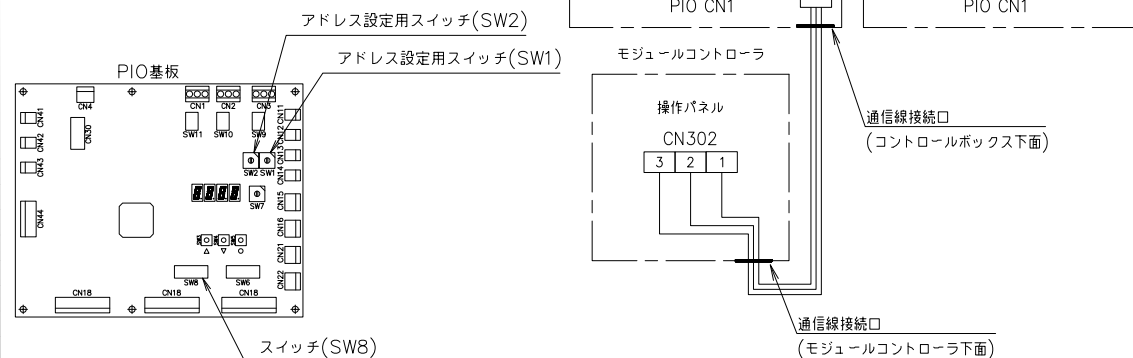 アドレス設定用スイッチ(SW2)
アドレス設定用スイッチ(SW1)
PIO基板
CN4
CN1
CN2
CN3
CN41
CN42
CN43
CN44
CN30
SW11
SW10
SW9
CN11
CN12
CN13
CN14
CN15
CN16
CN21
CN22
SW2
SW1
SW7
△
▽
○
SW8
SW6
CN18
CN18
CN18
スイッチ(SW8)
PIO CN1
PIO CN1
モジュールコントローラ
操作パネル
CN302
3
2
1
通信線接続口
(コントロールボックス下面)
通信線接続口
(モジュールコントローラ下面)